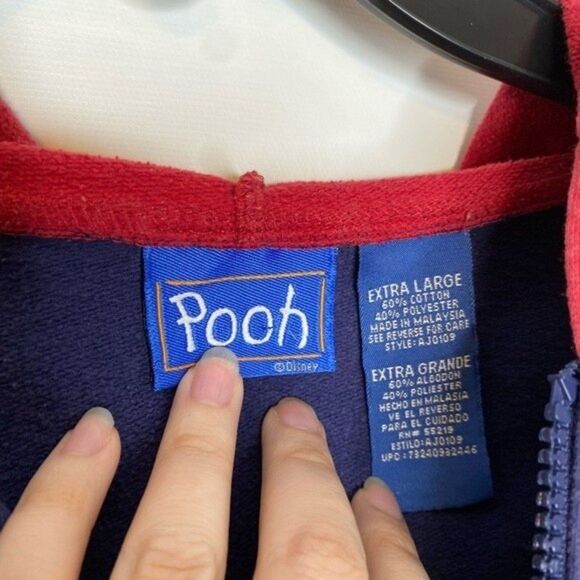 Pooh
©Disney
EXTRA LARGE
60% COTTON
40% POLYESTER
MADE IN MALAYSIA
SEE REVERSE FOR CARE
STYLE: AJ0109
EXTRA GRANDE
60% ALGODON
40% POLIESTER
HECHO EN MALASIA
VE EL REVERSO
PARA EL CUIDADO
RN# 55219
ESTILO: AJ0109
UPC: 73240932446